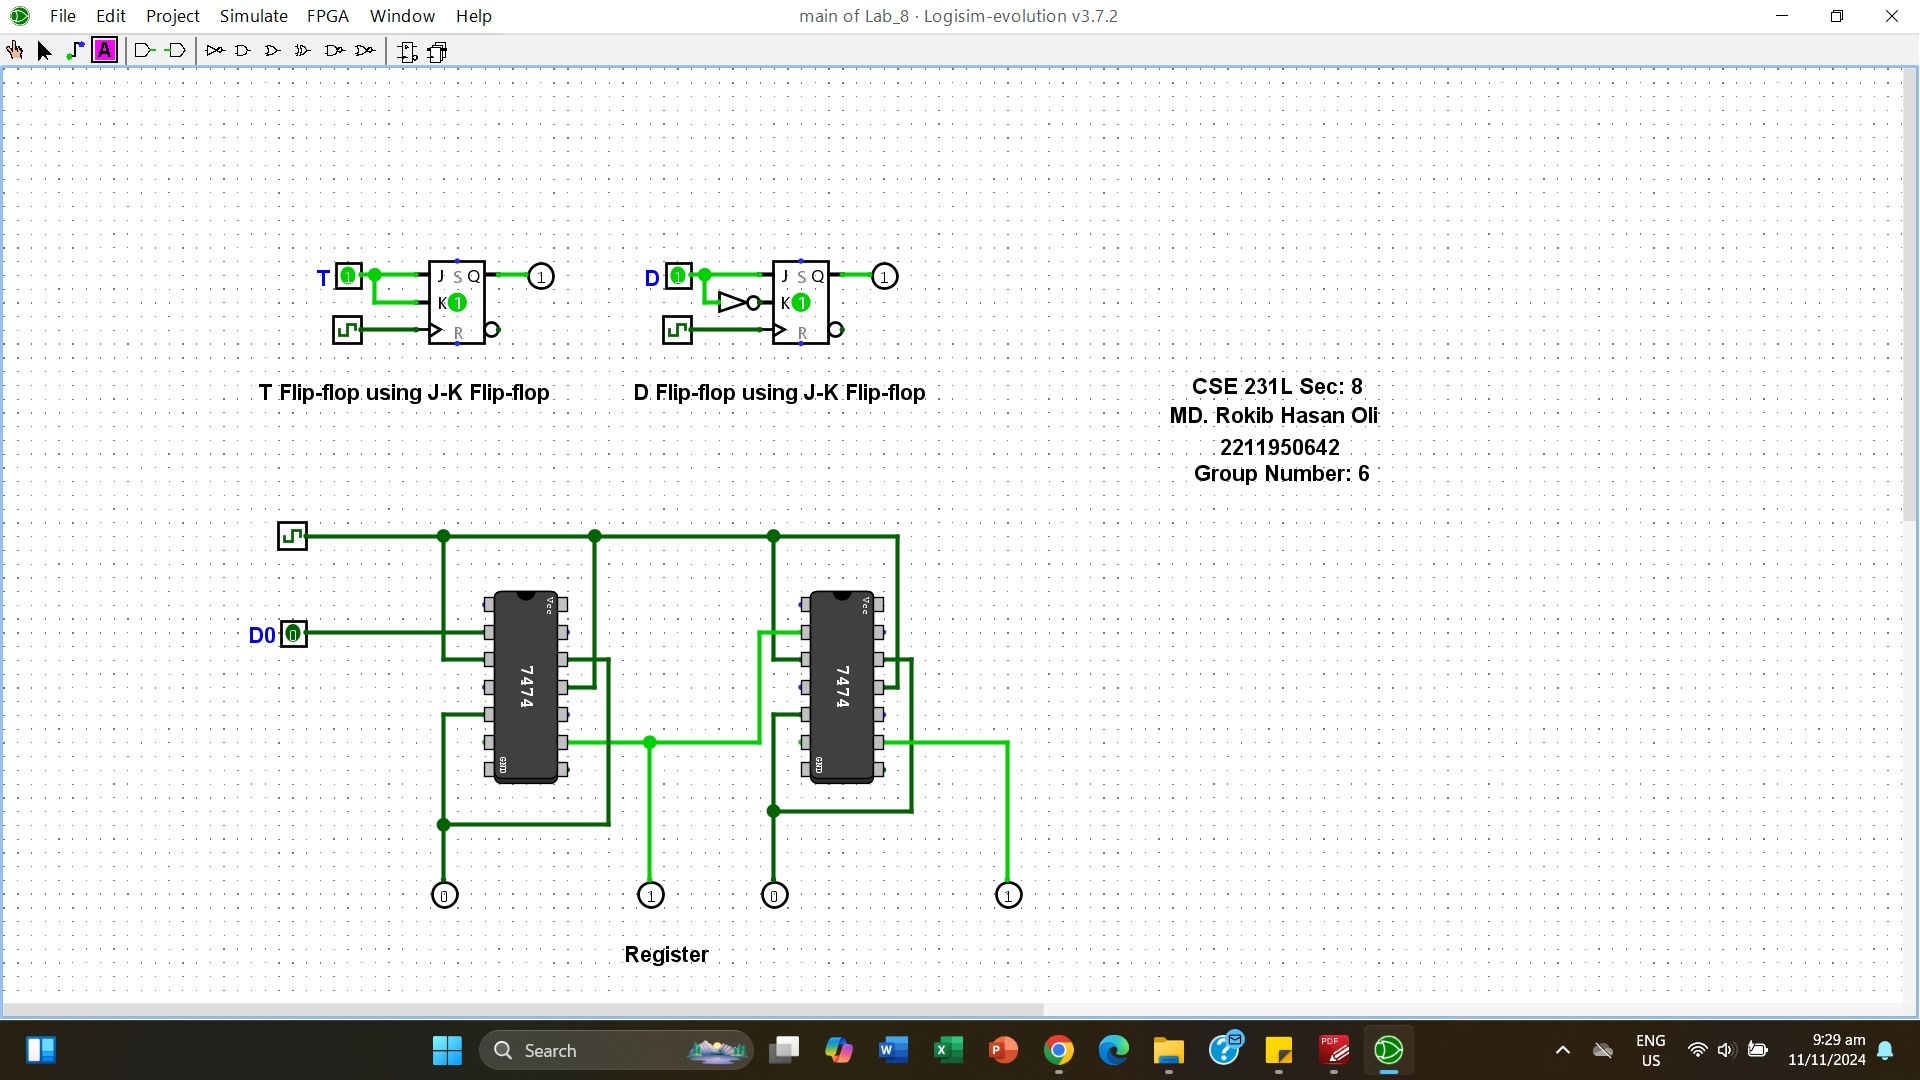 File Edit Project Simulate FPGA Window Help
main of Lab_8 · Logisim-evolution v3.7.2
A
T 1 J S Q 1
K 1
R
D 1 J S Q 1
K 1
R
T Flip-flop using J-K Flip-flop
D Flip-flop using J-K Flip-flop
CSE 231L Sec: 8
MD. Rokib Hasan Oli
2211950642
Group Number: 6
D0 0
Vcc
7474
GND
Vcc
7474
GND
0 1 0 1
Register
Search
ENG
US
9:29 am
11/11/2024
W
X
P
PDF